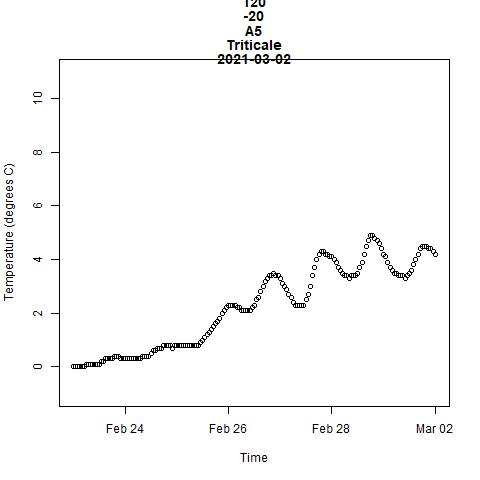 120
-20
A5
Triticale
2021-03-02
10
8
6
4
2
0
Temperature (degrees C)
Feb 24
Feb 26
Feb 28
Mar 02
Time